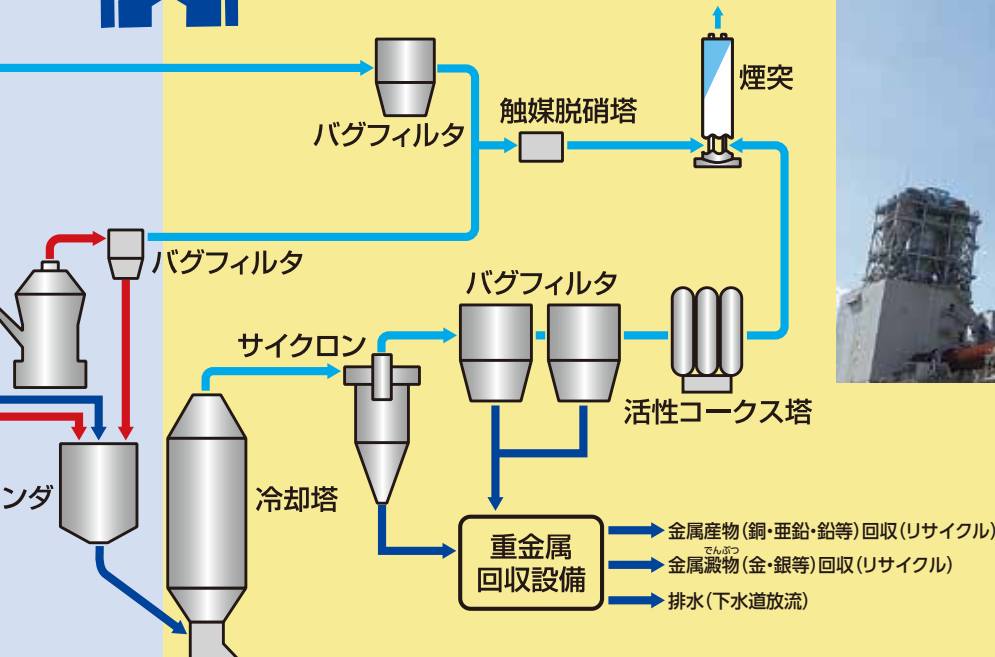 煙突
触媒脱硝塔
バグフィルタ
バグフィルタ
バグフィルタ
サイクロン
活性コークス塔
ンダ
冷却塔
重金属
回収設備
金属産物(銅・亜鉛・鉛等)回収(リサイクル)
でんぶつ
金属澱物(金・銀等)回収(リサイクル)
排水(下水道放流)